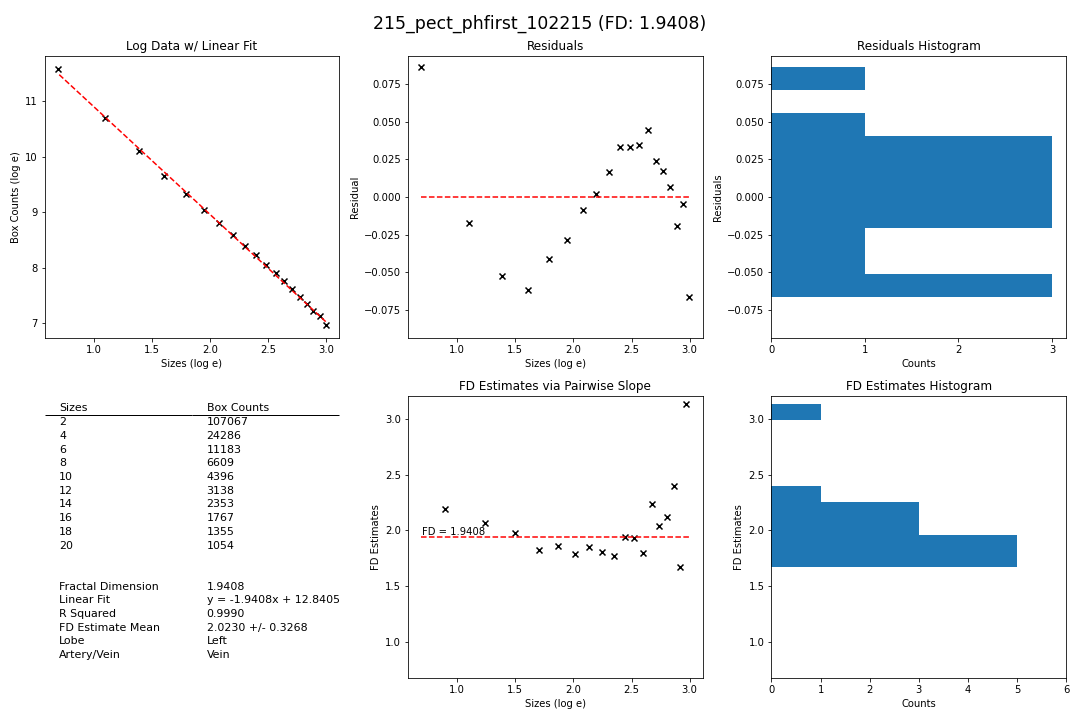 215_pect_phfirst_102215 (FD: 1.9408)
Log Data w/ Linear Fit
Box Counts (log e)
11
10
9
8
7
1.0 1.5 2.0 2.5 3.0
Sizes (log e)
Residuals
Residual
0.075
0.050
0.025
0.000
−0.025
−0.050
−0.075
1.0 1.5 2.0 2.5 3.0
Sizes (log e)
Residuals Histogram
Residuals
0.075
0.050
0.025
0.000
−0.025
−0.050
−0.075
0 1 2 3
Counts
Sizes Box Counts
2 107067
4 24286
6 11183
8 6609
10 4396
12 3138
14 2353
16 1767
18 1355
20 1054
Fractal Dimension 1.9408
Linear Fit y = -1.9408x + 12.8405
R Squared 0.9990
FD Estimate Mean 2.0230 +/- 0.3268
Lobe Left
Artery/Vein Vein
FD Estimates via Pairwise Slope
FD Estimates
3.0
2.5
2.0
1.5
1.0
FD = 1.9408
1.0 1.5 2.0 2.5 3.0
Sizes (log e)
FD Estimates Histogram
FD Estimates
3.0
2.5
2.0
1.5
1.0
0 1 2 3 4 5 6
Counts